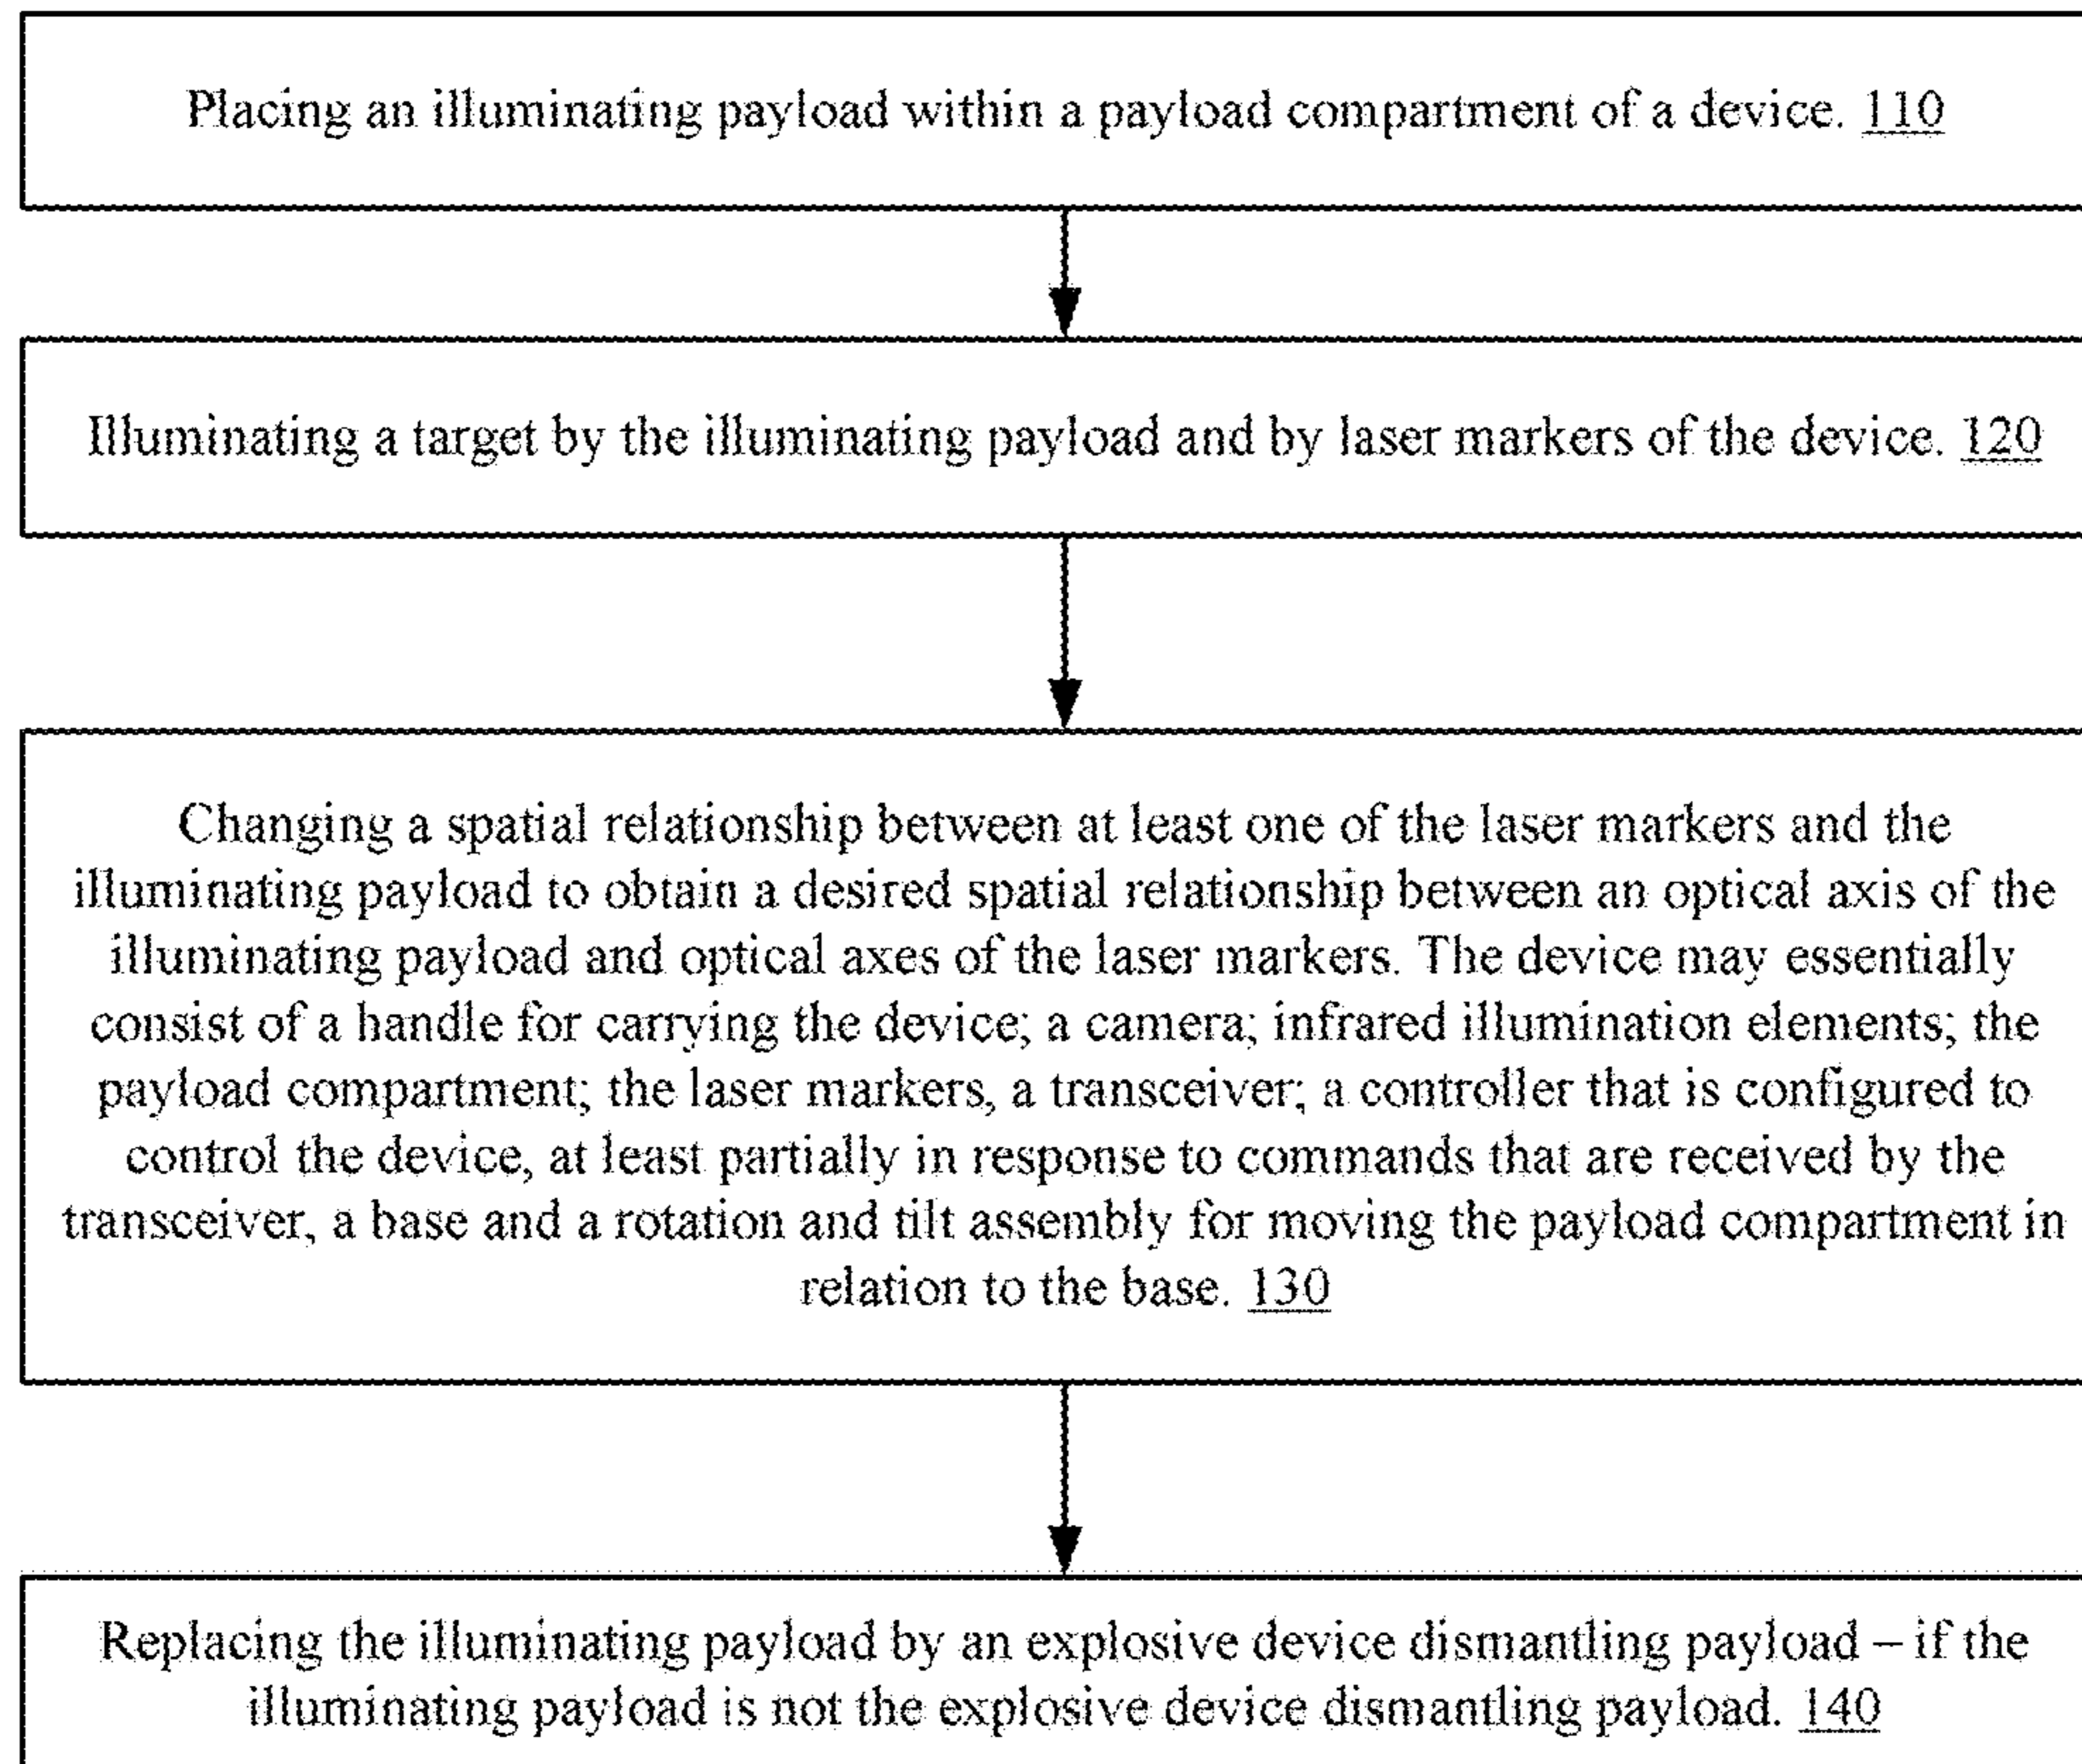 Placing an illuminating payload within a payload compartment of a device. 110
Illuminating a target by the illuminating payload and by laser markers of the device. 120
Changing a spatial relationship between at least one of the laser markers and the
illuminating payload to obtain a desired spatial relationship between an optical axis of the
illuminating payload and optical axes of the laser markers. The device may essentially
consist of a handle for carrying the device; a camera; infrared illumination elements; the
payload compartment; the laser markers, a transceiver; a controller that is configured to
control the device, at least partially in response to commands that are received by the
transceiver, a base and a rotation and tilt assembly for moving the payload compartment in
relation to the base. 130
Replacing the illuminating payload by an explosive device dismantling payload – if the
illuminating payload is not the explosive device dismantling payload. 140